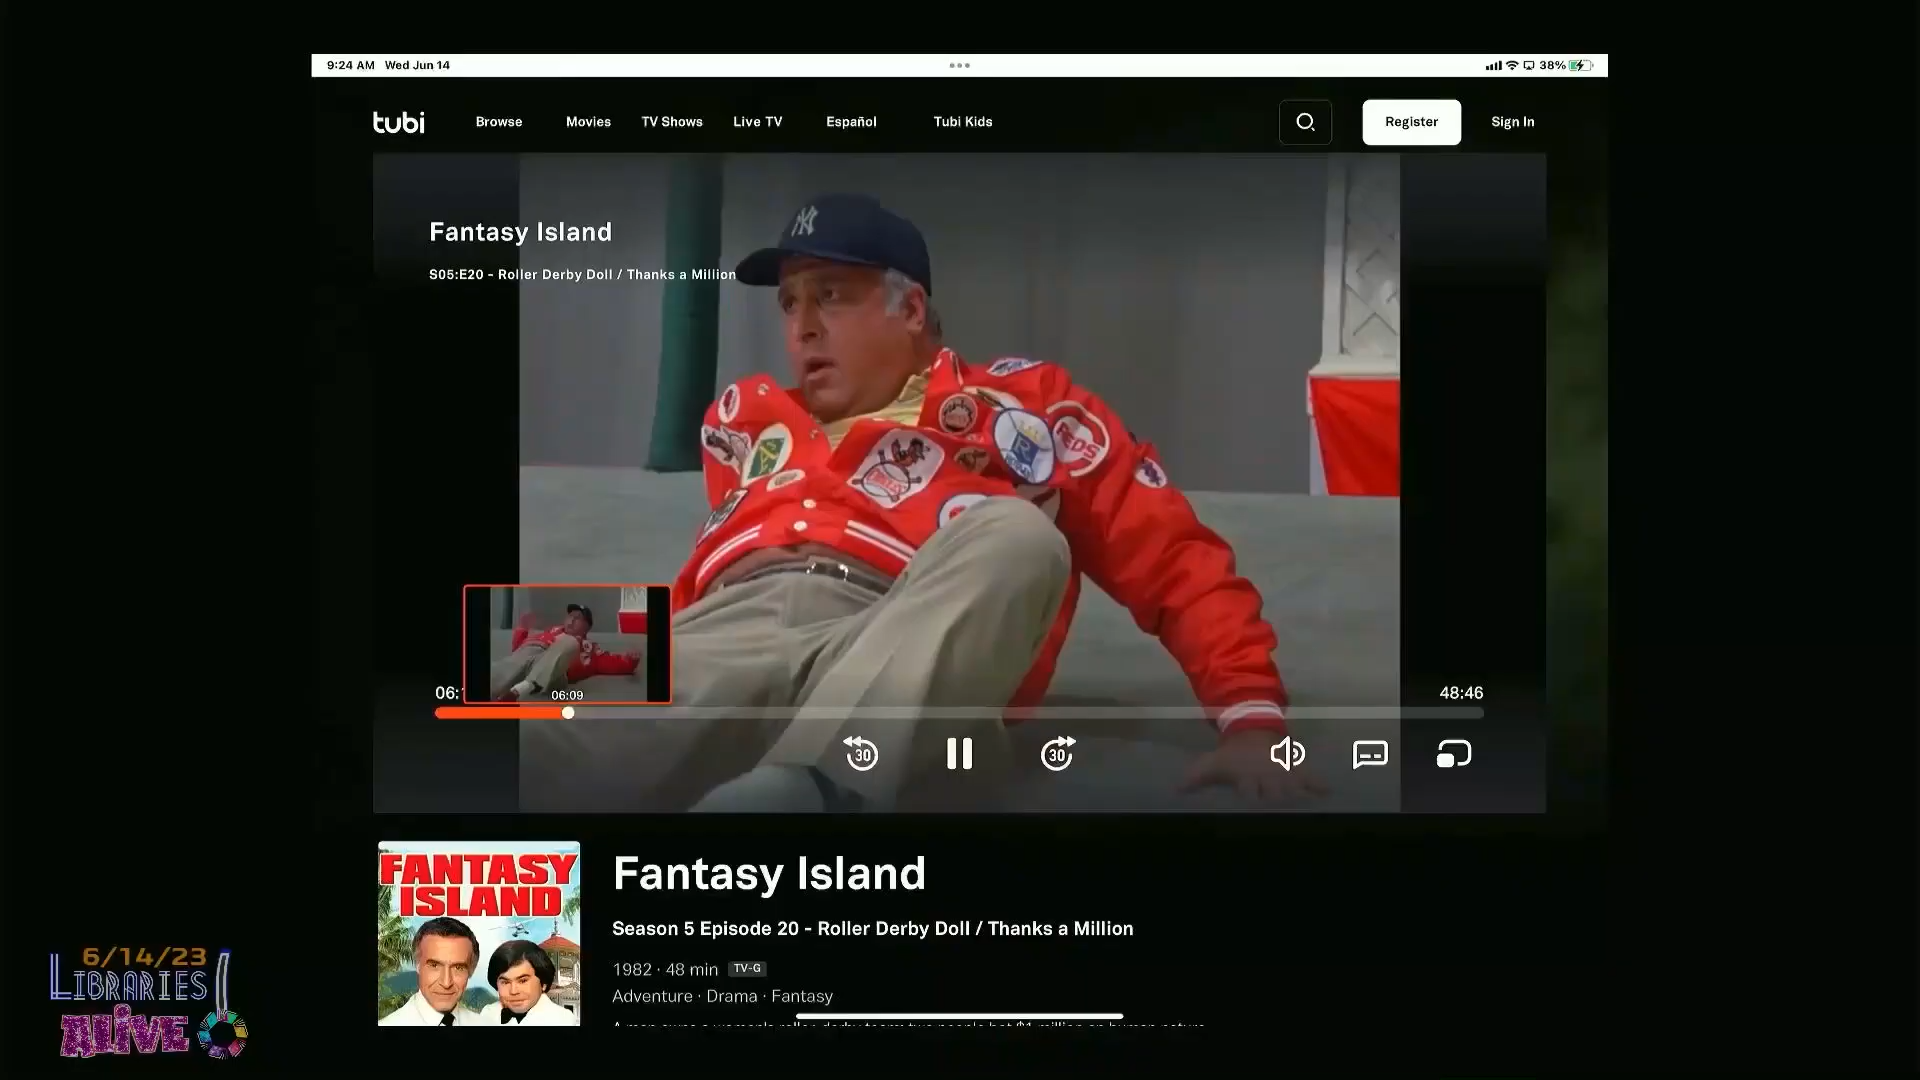 9:24 AM Wed Jun 14
38%
tubi
Browse
Movies
TV Shows
Live TV
Español
Tubi Kids
Register
Sign In
NY
Fantasy Island
S05:E20 - Roller Derby Doll / Thanks a Million
REDS
R
06:
06:09
48:46
30
30
FANTASY
ISLAND
Fantasy Island
Season 5 Episode 20 - Roller Derby Doll / Thanks a Million
1982 · 48 min TV-G
Adventure · Drama · Fantasy
6/14/23
LIBRARIES
ALIVE